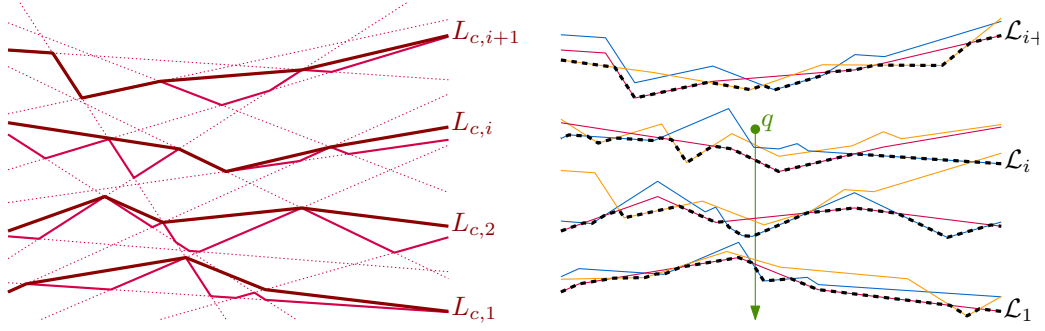 L_{c,i+1}
L_{c,i}
L_{c,2}
L_{c,1}
ℒ_{i+
q
ℒ_i
ℒ_1